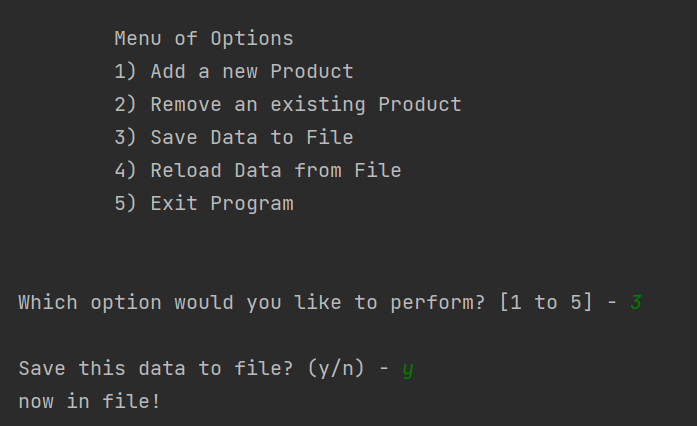 Menu of Options
1) Add a new Product
2) Remove an existing Product
3) Save Data to File
4) Reload Data from File
5) Exit Program
Which option would you like to perform? [1 to 5] - 3
Save this data to file? (y/n) - y
now in file!